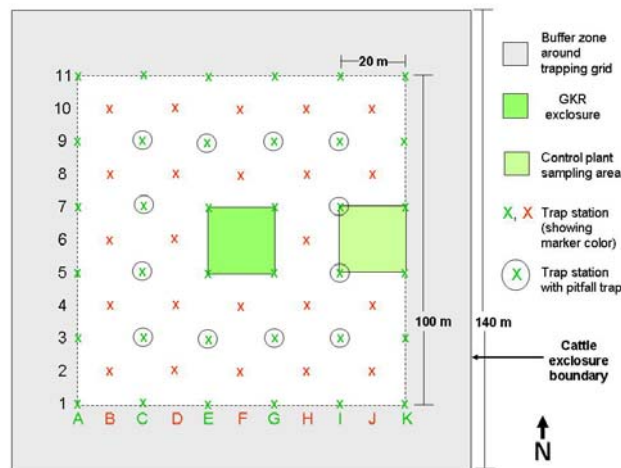 11
10
9
8
7
6
5
4
3
2
1
A B C D E F G H I J K
20 m
100 m
140 m
Buffer zone
around
trapping grid
GKR
exclosure
Control plant
sampling area
X, X Trap station
(showing
marker color)
X Trap station
with pitfall trap
Cattle
exclosure
boundary
N